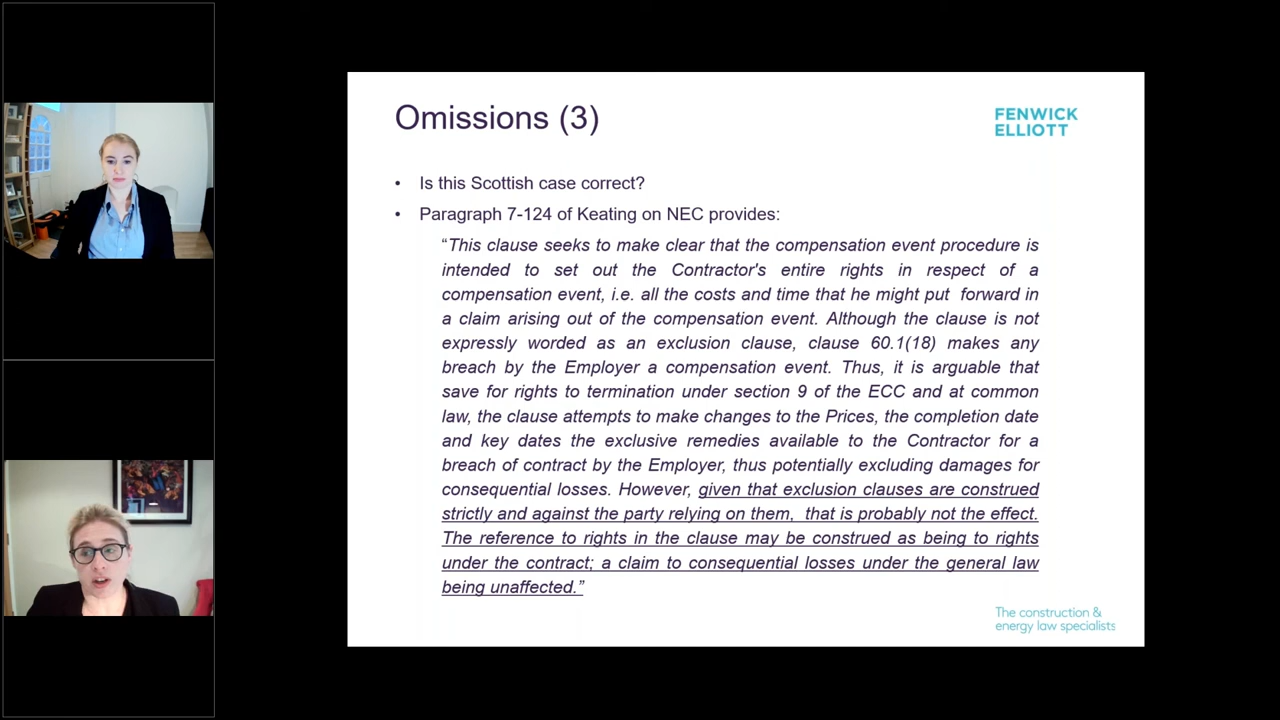 Omissions (3)
FENWICK
ELLIOTT
• Is this Scottish case correct?
• Paragraph 7-124 of Keating on NEC provides:
“This clause seeks to make clear that the compensation event procedure is
intended to set out the Contractor's entire rights in respect of a
compensation event, i.e. all the costs and time that he might put forward in
a claim arising out of the compensation event. Although the clause is not
expressly worded as an exclusion clause, clause 60.1(18) makes any
breach by the Employer a compensation event. Thus, it is arguable that
save for rights to termination under section 9 of the ECC and at common
law, the clause attempts to make changes to the Prices, the completion date
and key dates the exclusive remedies available to the Contractor for a
breach of contract by the Employer, thus potentially excluding damages for
consequential losses. However, given that exclusion clauses are construed
strictly and against the party relying on them, that is probably not the effect.
The reference to rights in the clause may be construed as being to rights
under the contract; a claim to consequential losses under the general law
being unaffected.”
The construction &
energy law specialists